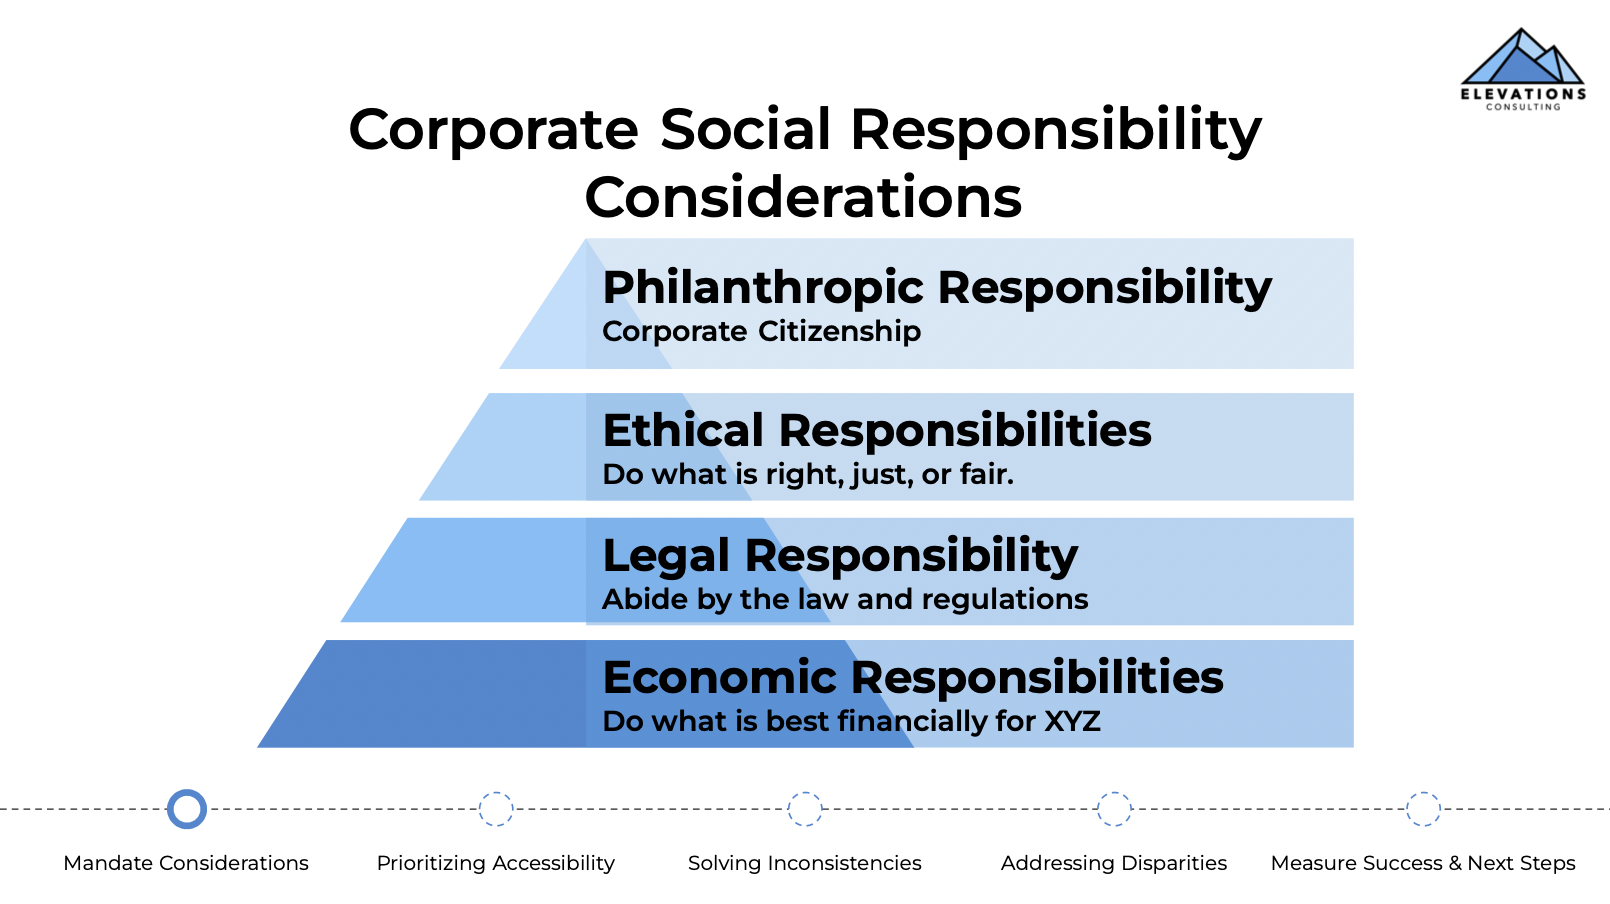 ELEVATIONS
CONSULTING
Corporate Social Responsibility
Considerations
Philanthropic Responsibility
Corporate Citizenship
Ethical Responsibilities
Do what is right, just, or fair.
Legal Responsibility
Abide by the law and regulations
Economic Responsibilities
Do what is best financially for XYZ
Mandate Considerations
Prioritizing Accessibility
Solving Inconsistencies
Addressing Disparities
Measure Success & Next Steps